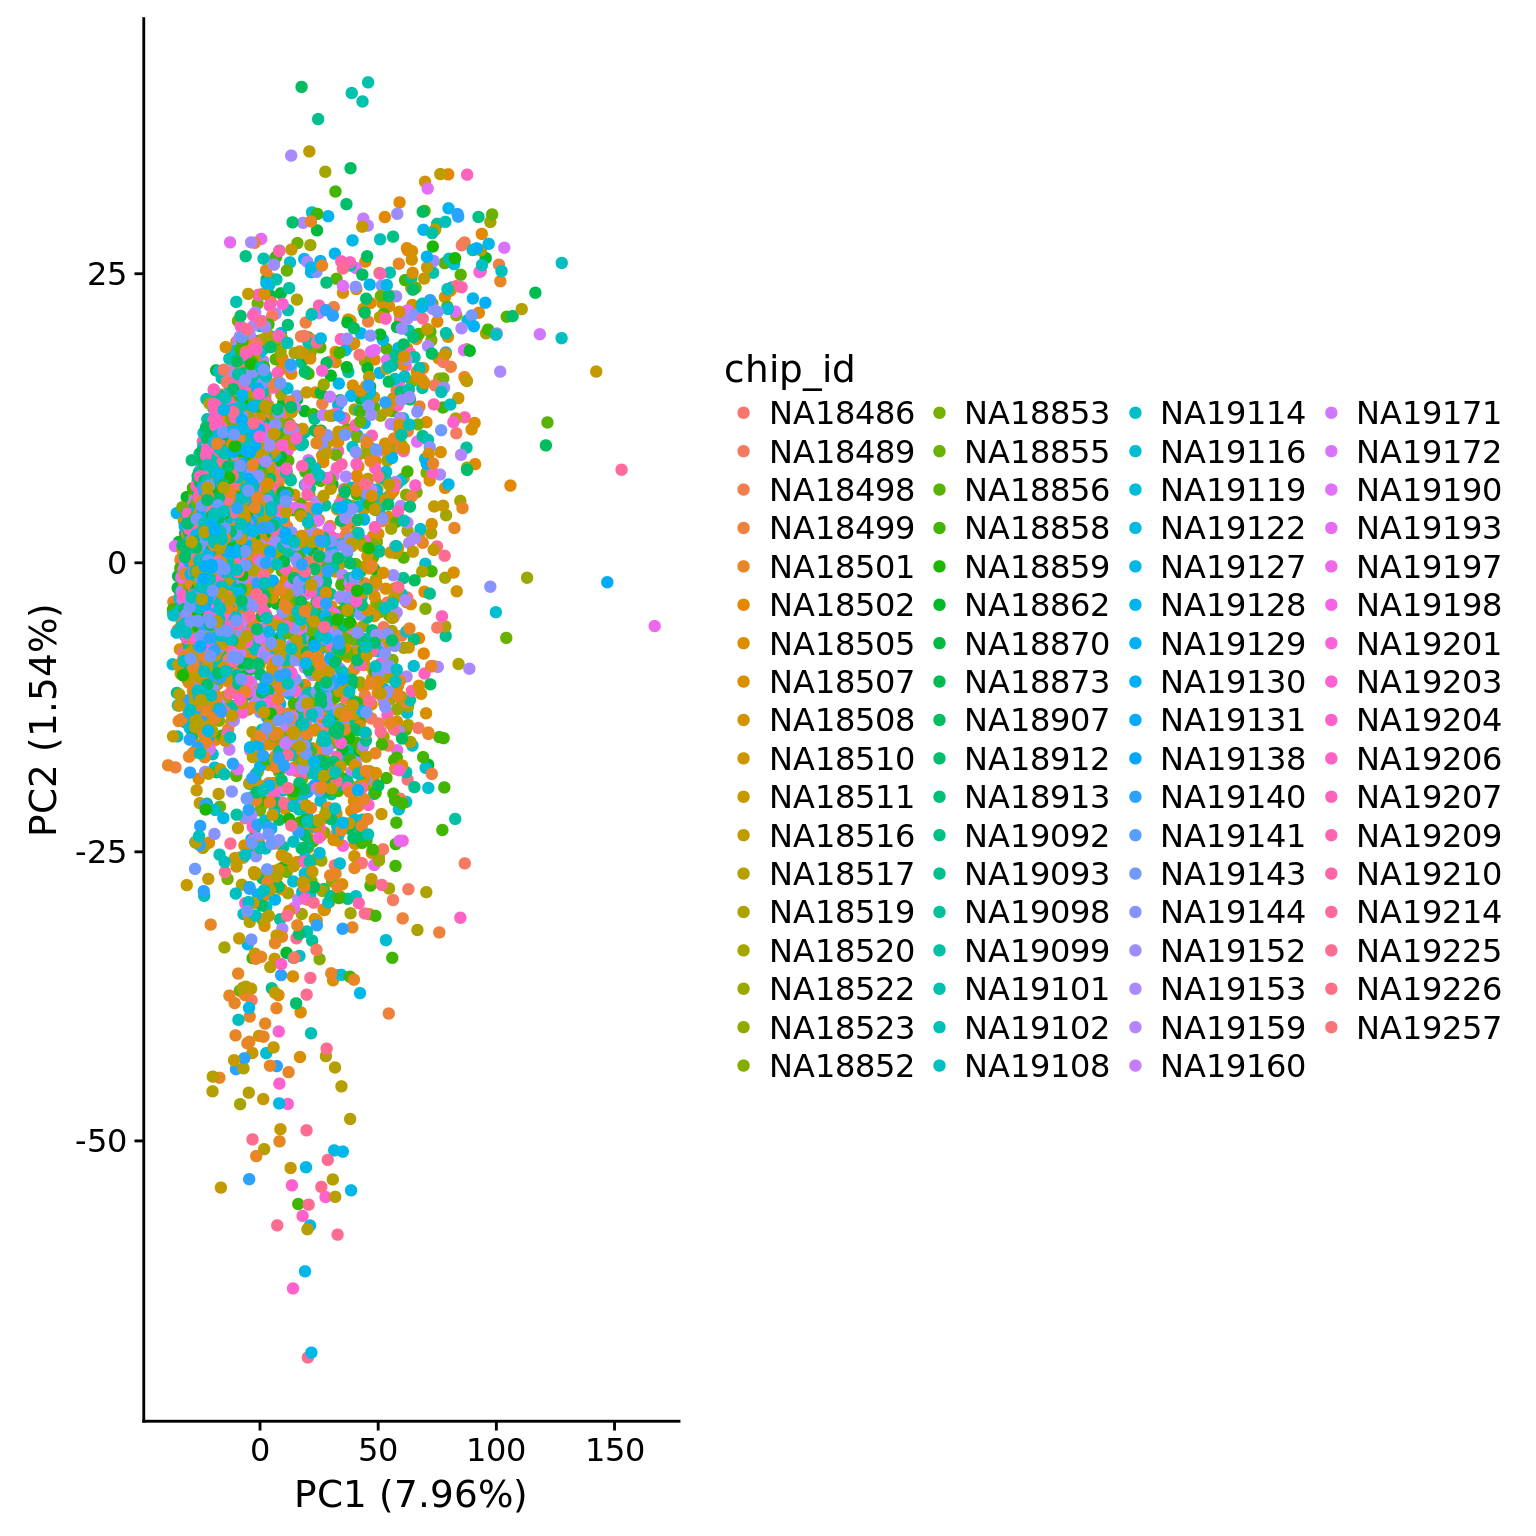 chip_id
NA18486 NA18853 NA19114 NA19171
NA18489 NA18855 NA19116 NA19172
NA18498 NA18856 NA19119 NA19190
NA18499 NA18858 NA19122 NA19193
NA18501 NA18859 NA19127 NA19197
NA18502 NA18862 NA19128 NA19198
NA18505 NA18870 NA19129 NA19201
NA18507 NA18873 NA19130 NA19203
NA18508 NA18907 NA19131 NA19204
NA18510 NA18912 NA19138 NA19206
NA18511 NA18913 NA19140 NA19207
NA18516 NA19092 NA19141 NA19209
NA18517 NA19093 NA19143 NA19210
NA18519 NA19098 NA19144 NA19214
NA18520 NA19099 NA19152 NA19225
NA18522 NA19101 NA19153 NA19226
NA18523 NA19102 NA19159 NA19257
NA18852 NA19108 NA19160
25
0
-25
-50
PC2 (1.54%)
0 50 100 150
PC1 (7.96%)